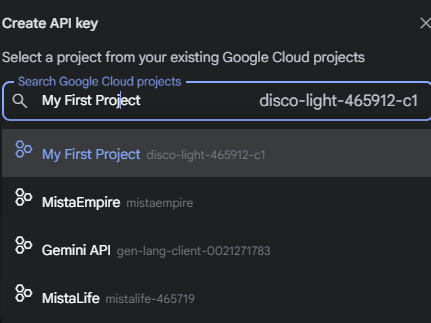 Create API key
Select a project from your existing Google Cloud projects
Search Google Cloud projects
My First Project disco-light-465912-c1
My First Project disco-light-465912-c1
MistaEmpire mistaempire
Gemini API gen-lang-client-0021271783
MistaLife mistalife-465719